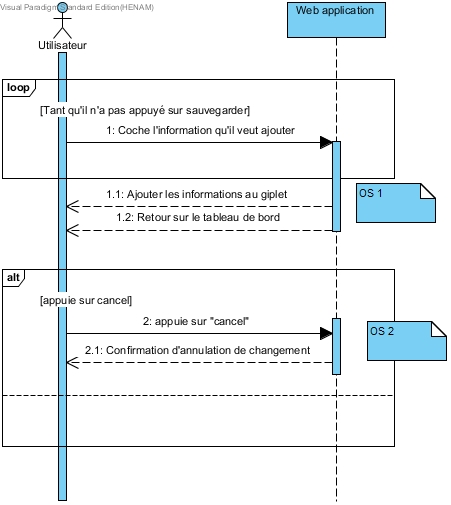 Visual Paradigm Standard Edition(HENAM)
Utilisateur
Web application
loop
[Tant qu'il n'a pas appuyé sur sauvegarder]
1: Coche l'information qu'il veut ajouter
1.1: Ajouter les informations au giplet
OS 1
1.2: Retour sur le tableau de bord
alt
[appuie sur cancel]
2: appuie sur "cancel"
OS 2
2.1: Confirmation d'annulation de changement